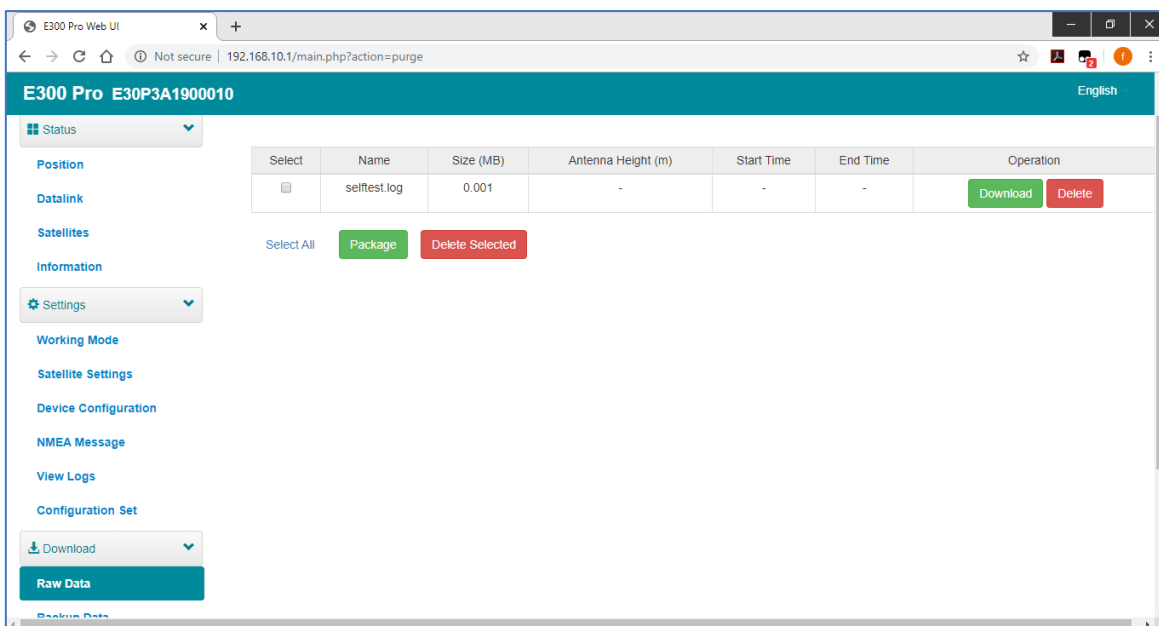 E300 Pro Web UI
Not secure | 192.168.10.1/main.php?action=purge
2
f
E300 Pro E30P3A1900010
English
Status
Position
Datalink
Satellites
Information
Settings
Working Mode
Satellite Settings
Device Configuration
NMEA Message
View Logs
Configuration Set
Download
Raw Data
Backup Data
Select Name Size (MB) Antenna Height (m) Start Time End Time Operation
selftest.log 0.001 - - - Download Delete
Select All Package Delete Selected